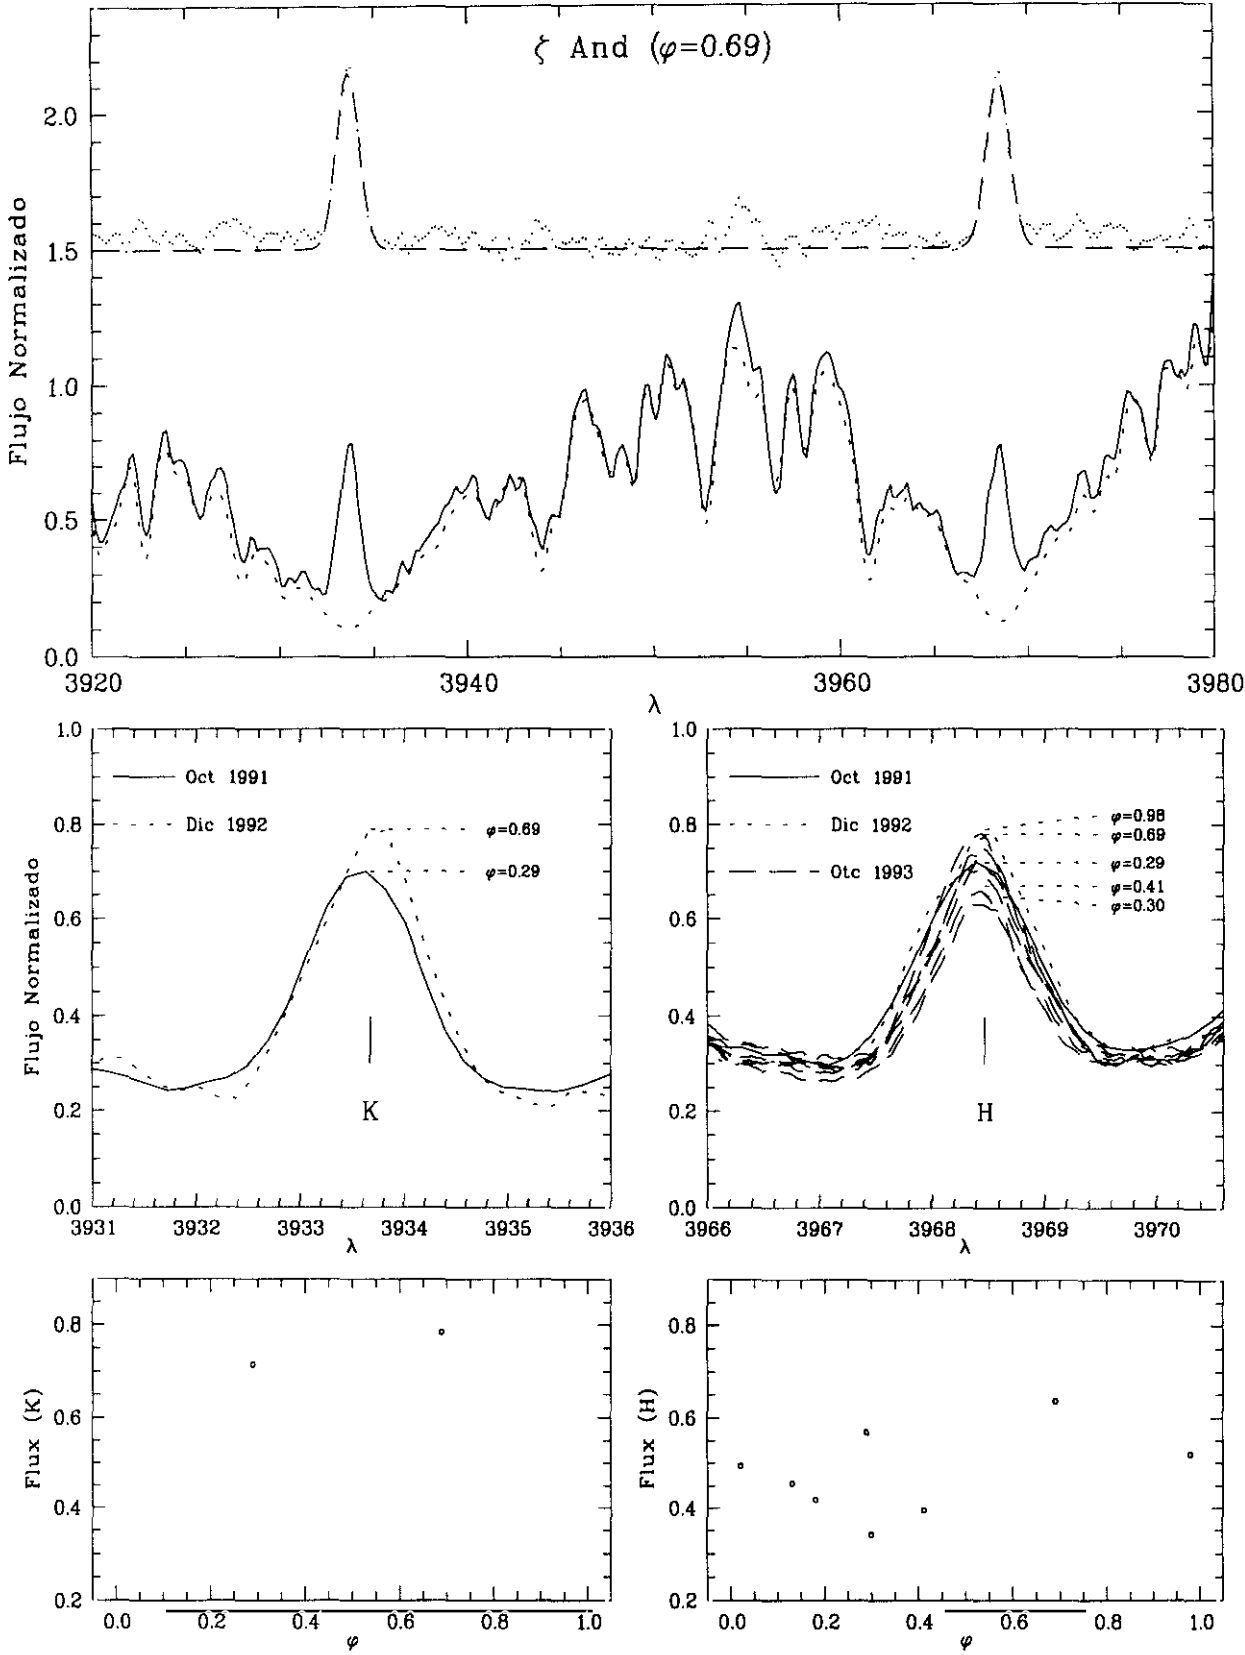 ζ And (φ=0.69)
Flujo Normalizado
2.0
1.5
1.0
0.5
0.0
3920 3940 3960 3980
λ
Flujo Normalizado
1.0
0.8
0.6
0.4
0.2
0.0
Oct 1991
Dic 1992
φ=0.69
φ=0.29
K
3931 3932 3933 3934 3935 3936
λ
1.0
0.8
0.6
0.4
0.2
0.0
Oct 1991
Dic 1992
Otc 1993
φ=0.98
φ=0.69
φ=0.29
φ=0.41
φ=0.30
H
3966 3967 3968 3969 3970
λ
Flux (K)
0.8
0.6
0.4
0.2
0.0 0.2 0.4 0.6 0.8 1.0
φ
Flux (H)
0.8
0.6
0.4
0.2
0.0 0.2 0.4 0.6 0.8 1.0
φ